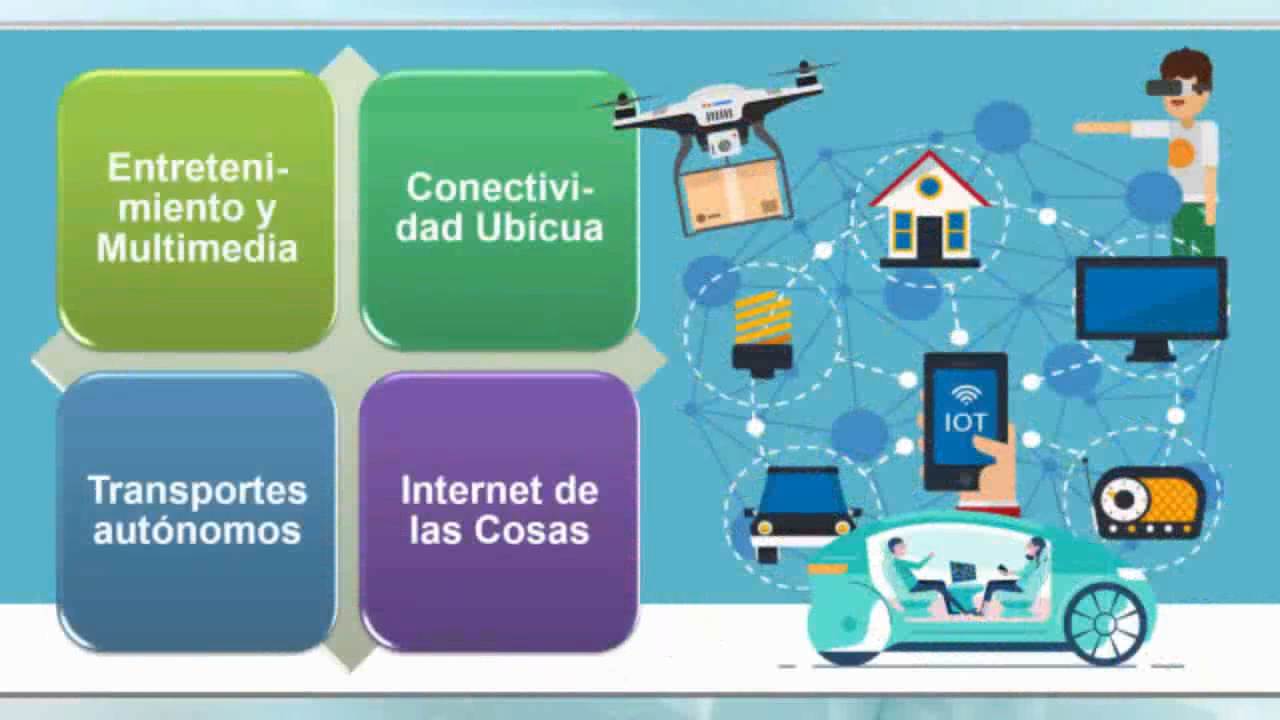 Entreteni-
miento y
Multimedia
Conectivi-
dad Ubícua
Transportes
autónomos
Internet de
las Cosas
IOT